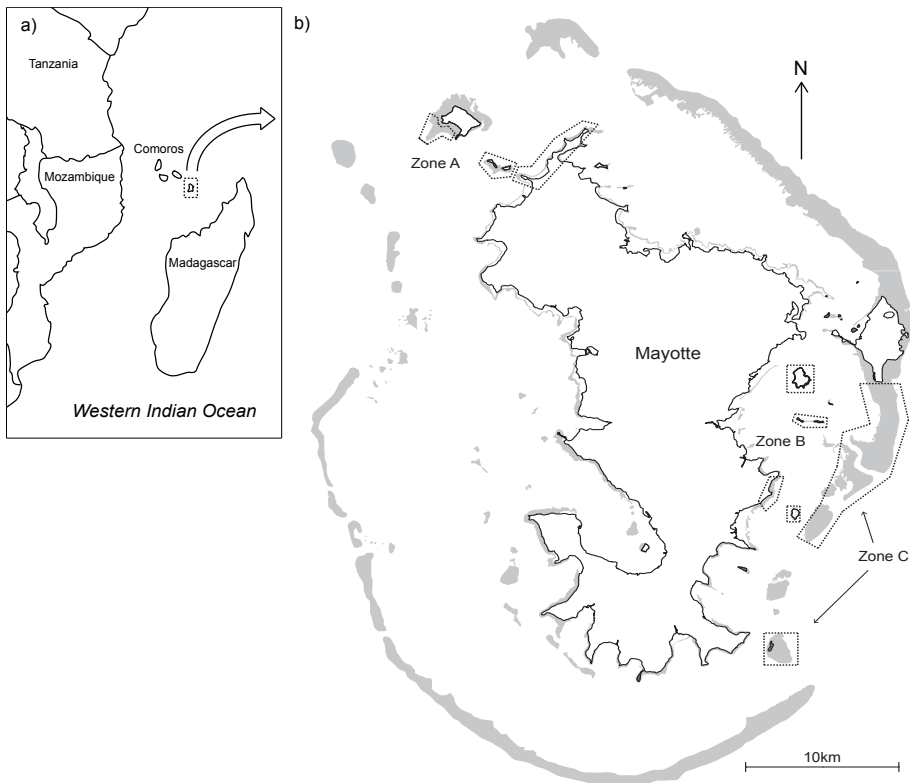 a)
Tanzania
Comoros
Mozambique
Madagascar
Western Indian Ocean
b)
N
Zone A
Mayotte
Zone B
Zone C
10km